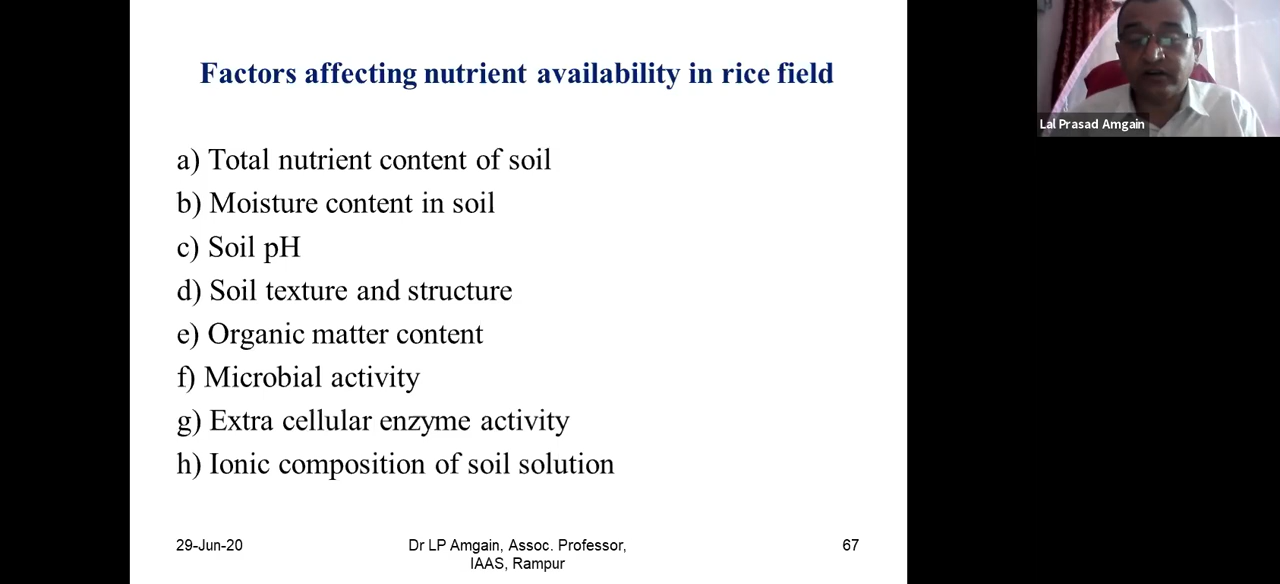 Factors affecting nutrient availability in rice field
a) Total nutrient content of soil
b) Moisture content in soil
c) Soil pH
d) Soil texture and structure
e) Organic matter content
f) Microbial activity
g) Extra cellular enzyme activity
h) Ionic composition of soil solution
29-Jun-20
Dr LP Amgain, Assoc. Professor,
IAAS, Rampur
67
Lal Prasad Amgain